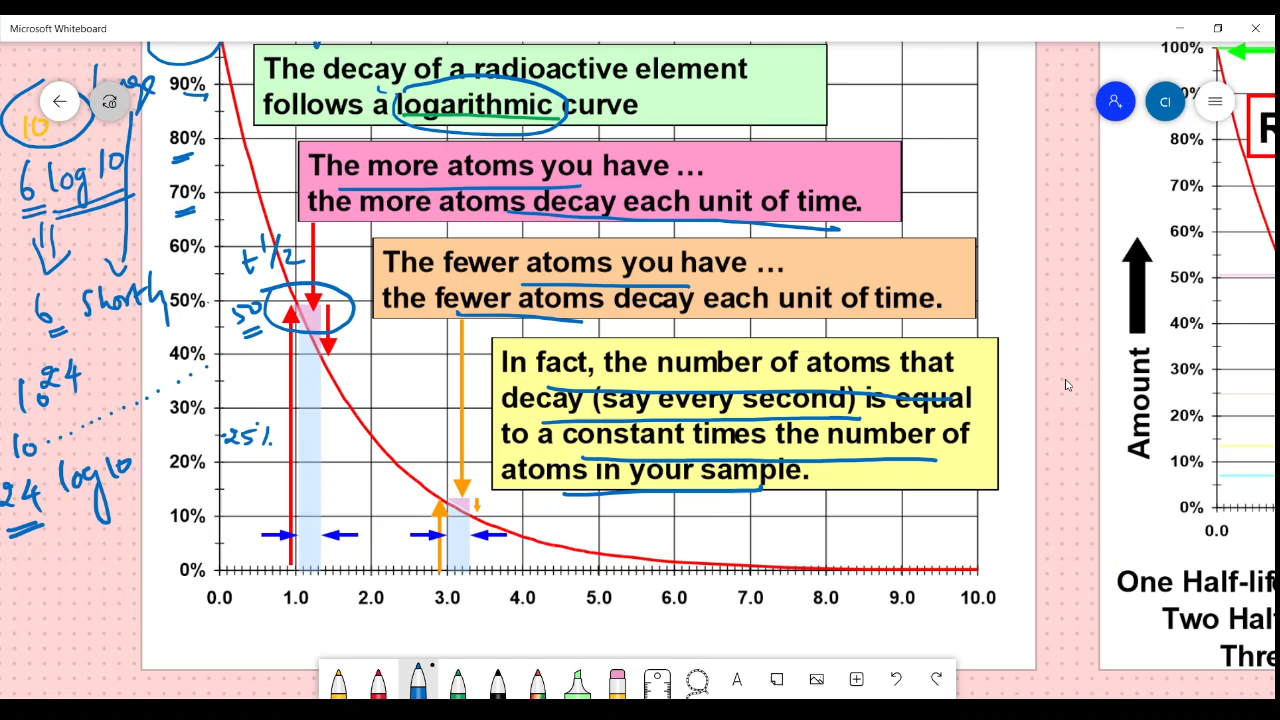 Microsoft Whiteboard
The decay of a radioactive element
follows a logarithmic curve
The more atoms you have …
the more atoms decay each unit of time.
The fewer atoms you have …
the fewer atoms decay each unit of time.
In fact, the number of atoms that
decay (say every second) is equal
to a constant times the number of
atoms in your sample.
90%
80%
70%
60%
50%
40%
30%
20%
10%
0%
0.0 1.0 2.0 3.0 4.0 5.0 6.0 7.0 8.0 9.0 10.0
10
6 log 10
6
t 1/2
50
25%
10 24
10
24 log 10
CI
100%
80%
70%
60%
50%
40%
30%
20%
10%
0%
0.0
Amount
R
One Half-lif
Two Hal
Thre
A